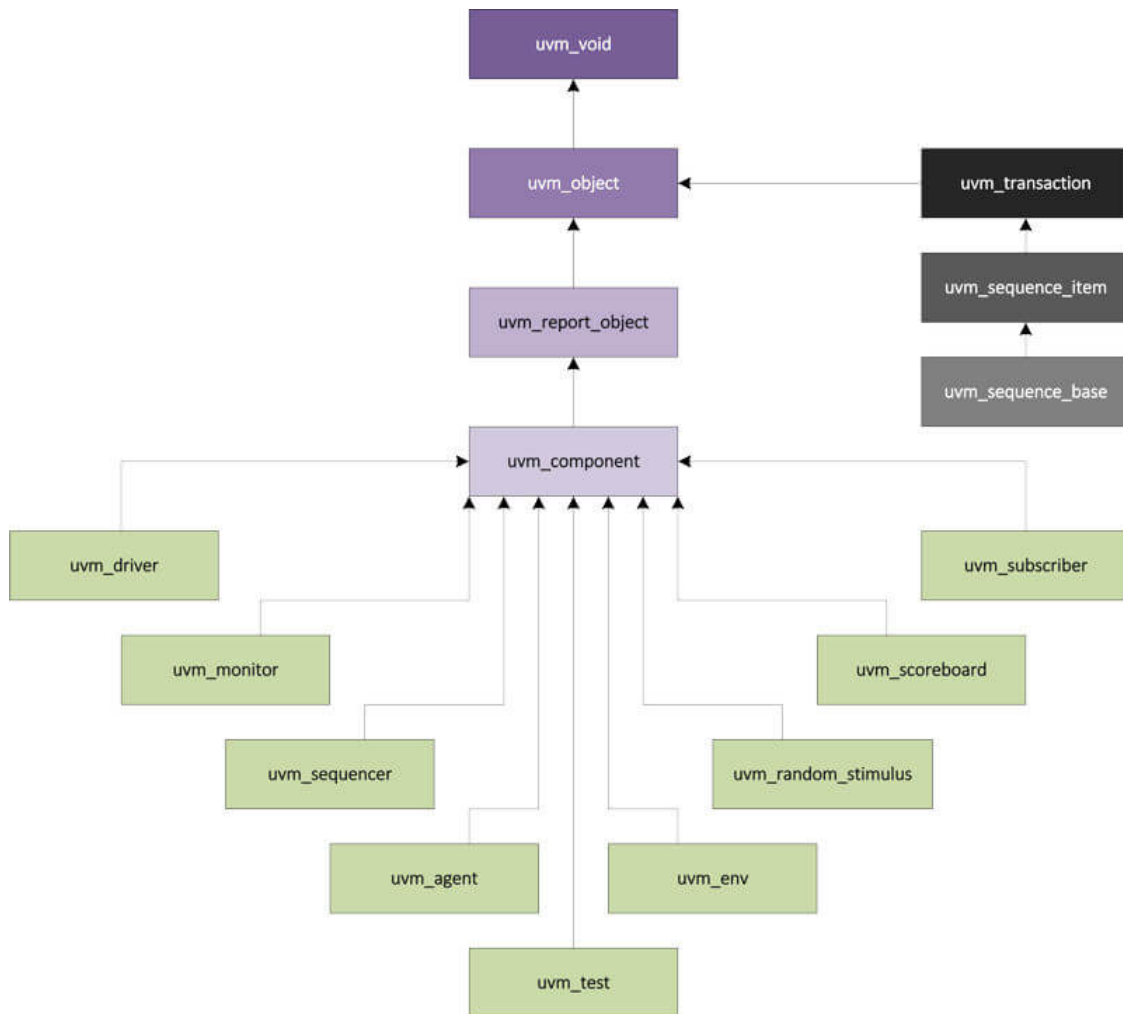 uvm_void
uvm_object
uvm_transaction
uvm_sequence_item
uvm_report_object
uvm_sequence_base
uvm_component
uvm_driver
uvm_subscriber
uvm_monitor
uvm_scoreboard
uvm_sequencer
uvm_random_stimulus
uvm_agent
uvm_env
uvm_test